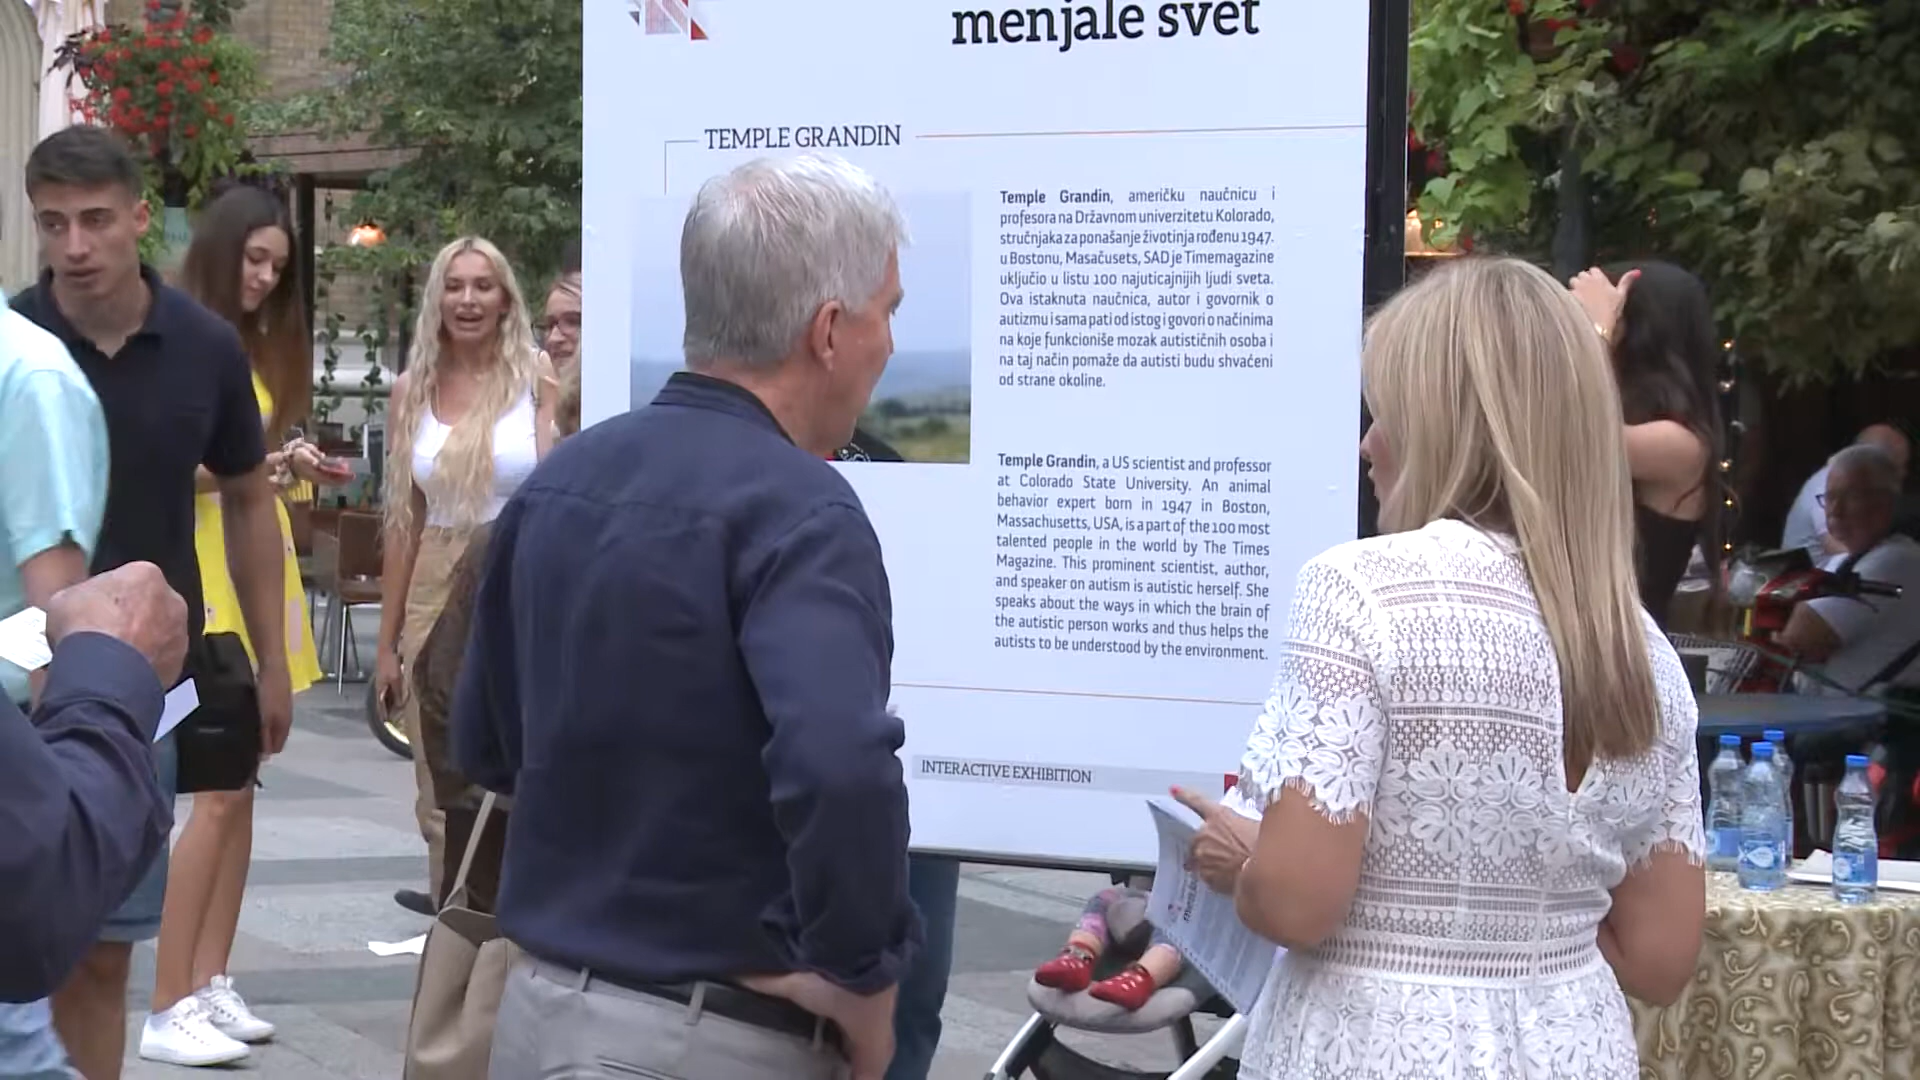 menjale svet
TEMPLE GRANDIN
Temple Grandin, američku naučnicu i
profesora na Državnom univerzitetu Kolorado,
stručnjaka za ponašanje životinja rođenu 1947.
u Bostonu, Masačusets, SAD je Timemagazine
uključio u listu 100 najuticajnijih ljudi sveta.
Ova istaknuta naučnica, autor i govornik o
autizmu i sama pati od istog i govori o načinima
na koje funkcioniše mozak autističnih osoba i
na taj način pomaže da autisti budu shvaćeni
od strane okoline.
Temple Grandin, a US scientist and professor
at Colorado State University. An animal
behavior expert born in 1947 in Boston,
Massachusetts, USA, is a part of the 100 most
talented people in the world by The Times
Magazine. This prominent scientist, author,
and speaker on autism is autistic herself. She
speaks about the ways in which the brain of
the autistic person works and thus helps the
autists to be understood by the environment.
INTERACTIVE EXHIBITION